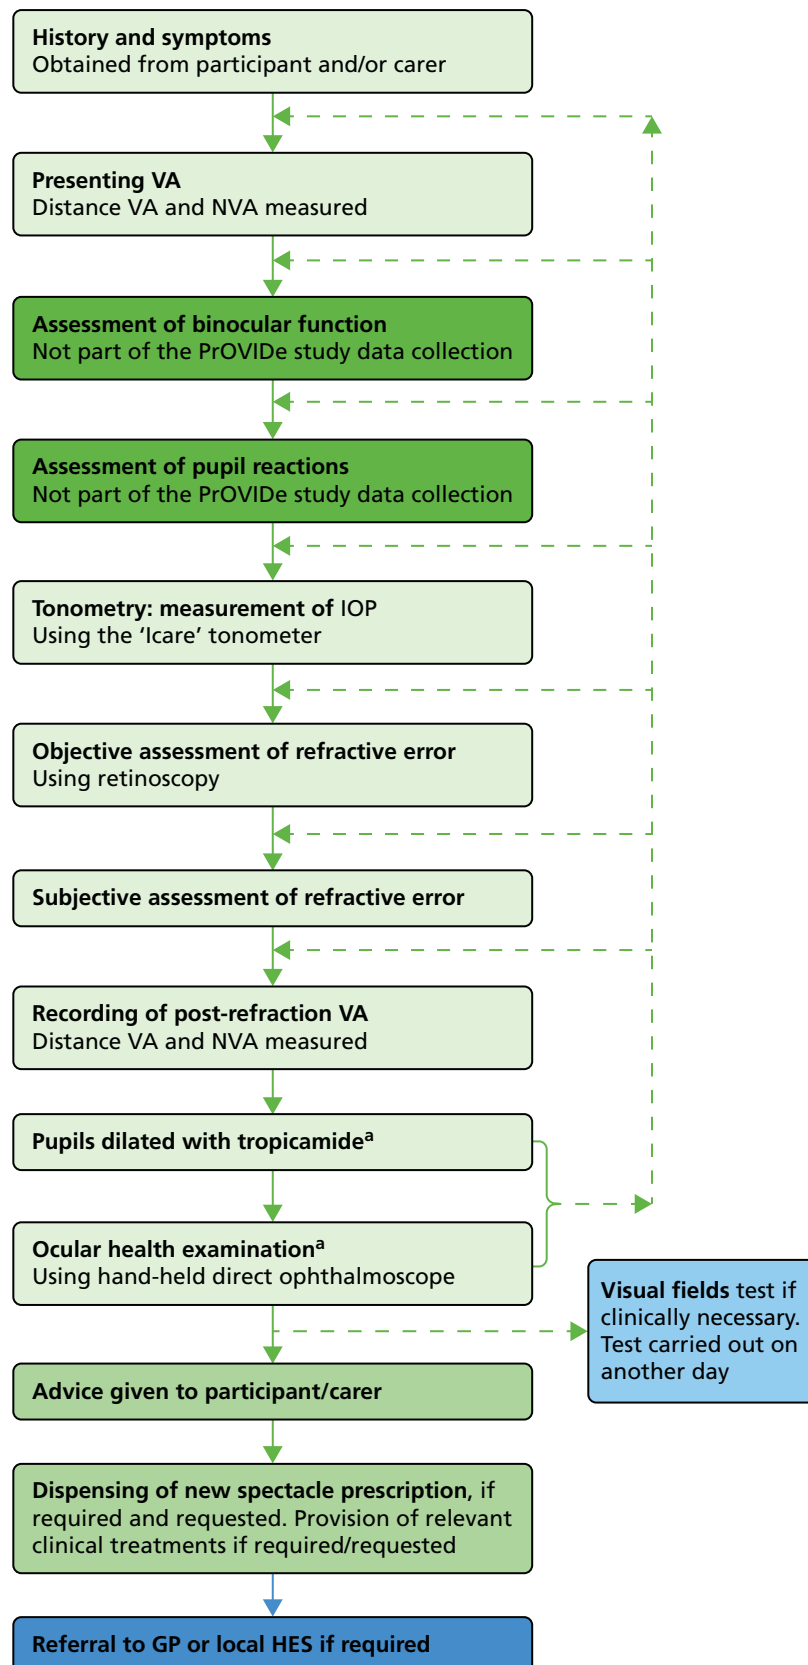 History and symptoms
Obtained from participant and/or carer
Presenting VA
Distance VA and NVA measured
Assessment of binocular function
Not part of the PrOVIDe study data collection
Assessment of pupil reactions
Not part of the PrOVIDe study data collection
Tonometry: measurement of IOP
Using the ‘Icare’ tonometer
Objective assessment of refractive error
Using retinoscopy
Subjective assessment of refractive error
Recording of post-refraction VA
Distance VA and NVA measured
Pupils dilated with tropicamideᵃ
Ocular health examinationᵃ
Using hand-held direct ophthalmoscope
Visual fields test if
clinically necessary.
Test carried out on
another day
Advice given to participant/carer
Dispensing of new spectacle prescription, if
required and requested. Provision of relevant
clinical treatments if required/requested
Referral to GP or local HES if required